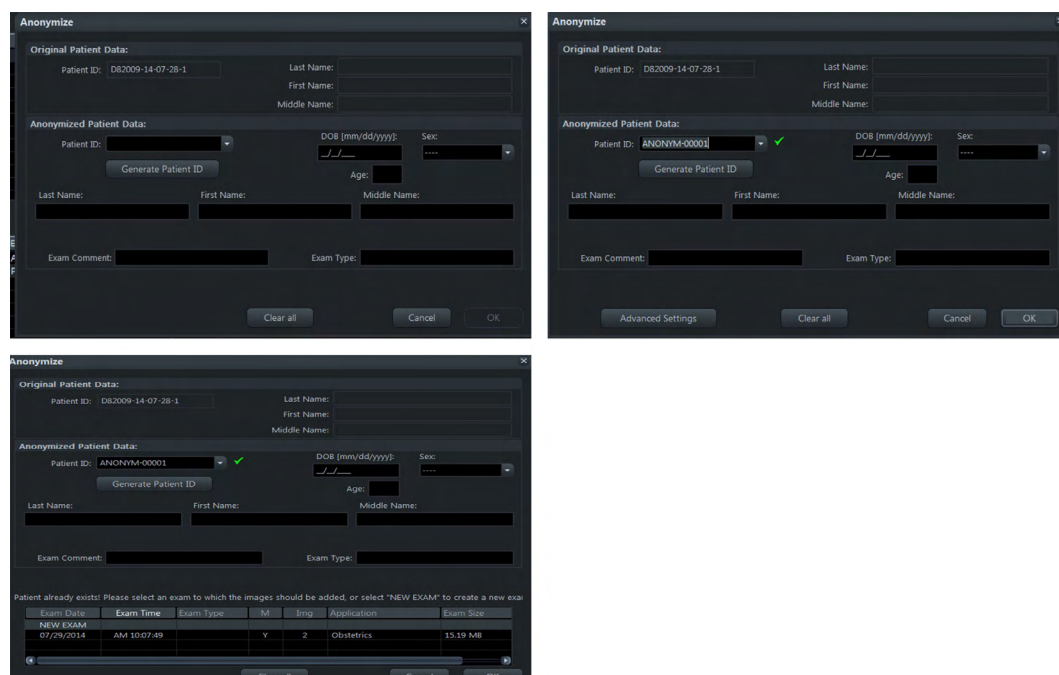 Anonymize
Original Patient Data:
Patient ID: D82009-14-07-28-1 Last Name:
First Name:
Middle Name:
Anonymized Patient Data:
Patient ID: DOB [mm/dd/yyyy]: Sex:
_/_/___ ----
Generate Patient ID Age:
Last Name: First Name: Middle Name:
Exam Comment: Exam Type:
Clear all Cancel OK
Anonymize
Original Patient Data:
Patient ID: D82009-14-07-28-1 Last Name:
First Name:
Middle Name:
Anonymized Patient Data:
Patient ID: ANONYM-00001 DOB [mm/dd/yyyy]: Sex:
_/_/___ ----
Generate Patient ID Age:
Last Name: First Name: Middle Name:
Exam Comment: Exam Type:
Advanced Settings Clear all Cancel OK
Anonymize
Original Patient Data:
Patient ID: D82009-14-07-28-1 Last Name:
First Name:
Middle Name:
Anonymized Patient Data:
Patient ID: ANONYM-00001 DOB [mm/dd/yyyy]: Sex:
_/_/___ ----
Generate Patient ID Age:
Last Name: First Name: Middle Name:
Exam Comment: Exam Type:
Patient already exists! Please select an exam to which the images should be added, or select "NEW EXAM" to create a new exa
Exam Date Exam Time Exam Type M Img Application Exam Size
NEW EXAM
07/29/2014 AM 10:07:49 Y 2 Obstetrics 15.19 MB